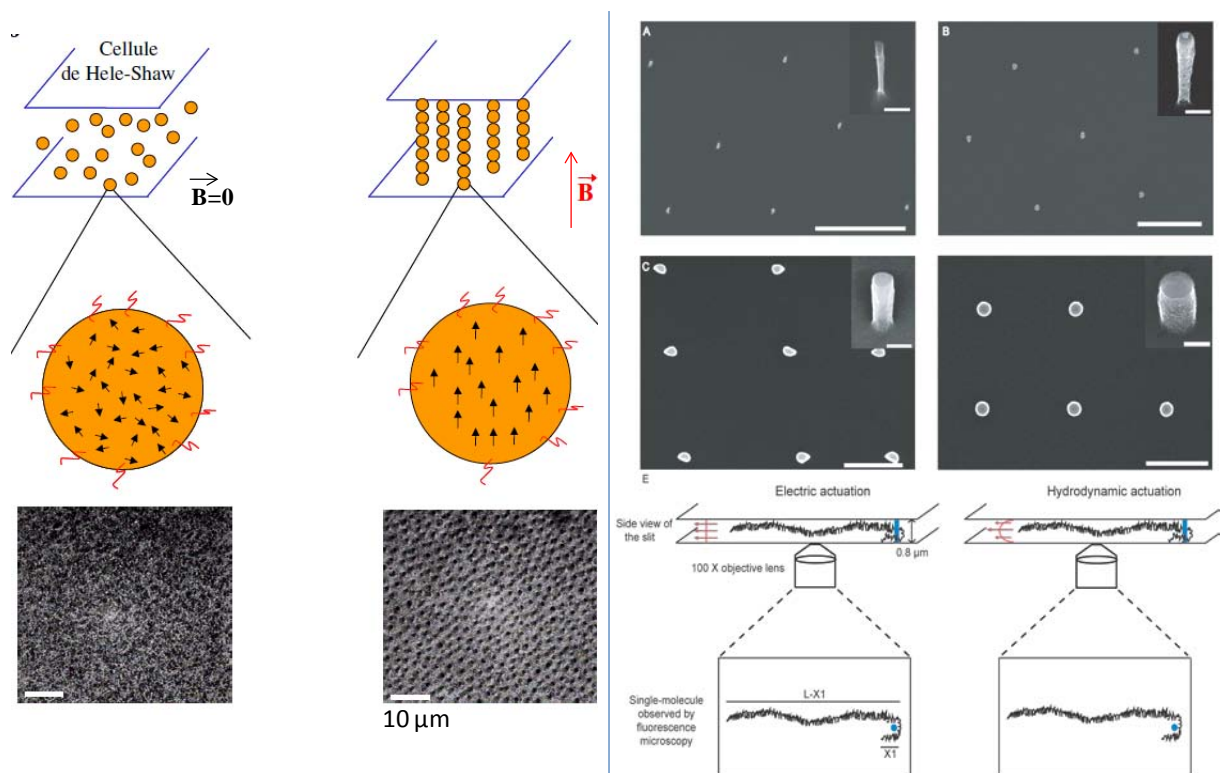 Cellule
de Hele-Shaw
B=0
B
10 µm
A
B
C
E
Electric actuation
Hydrodynamic actuation
Side view of
the slit
0.8 µm
100 X objective lens
L-X1
Single-molecule
observed by
fluorescence
microscopy
X1